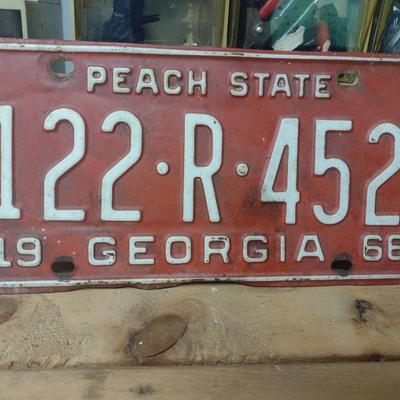 PEACH STATE
122·R·452
19 GEORGIA 68